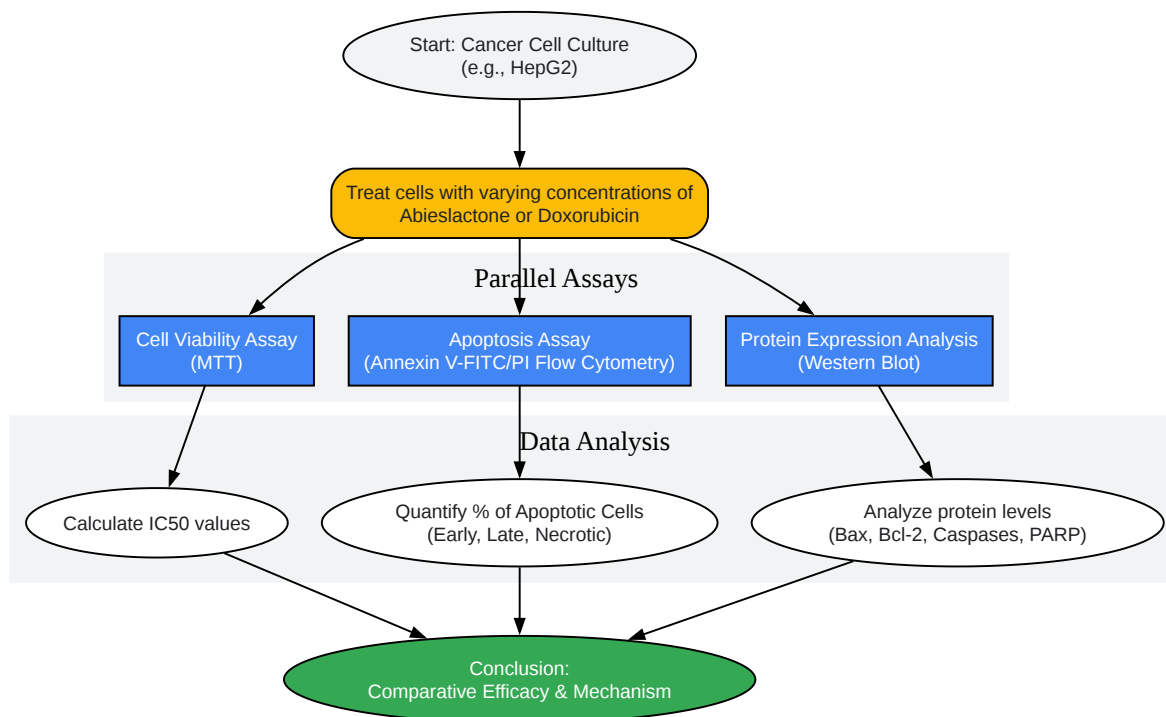 Start: Cancer Cell Culture
(e.g., HepG2)
Treat cells with varying concentrations of
Abieslactone or Doxorubicin
Parallel Assays
Cell Viability Assay
(MTT)
Apoptosis Assay
(Annexin V-FITC/PI Flow Cytometry)
Protein Expression Analysis
(Western Blot)
Data Analysis
Calculate IC50 values
Quantify % of Apoptotic Cells
(Early, Late, Necrotic)
Analyze protein levels
(Bax, Bcl-2, Caspases, PARP)
Conclusion:
Comparative Efficacy & Mechanism